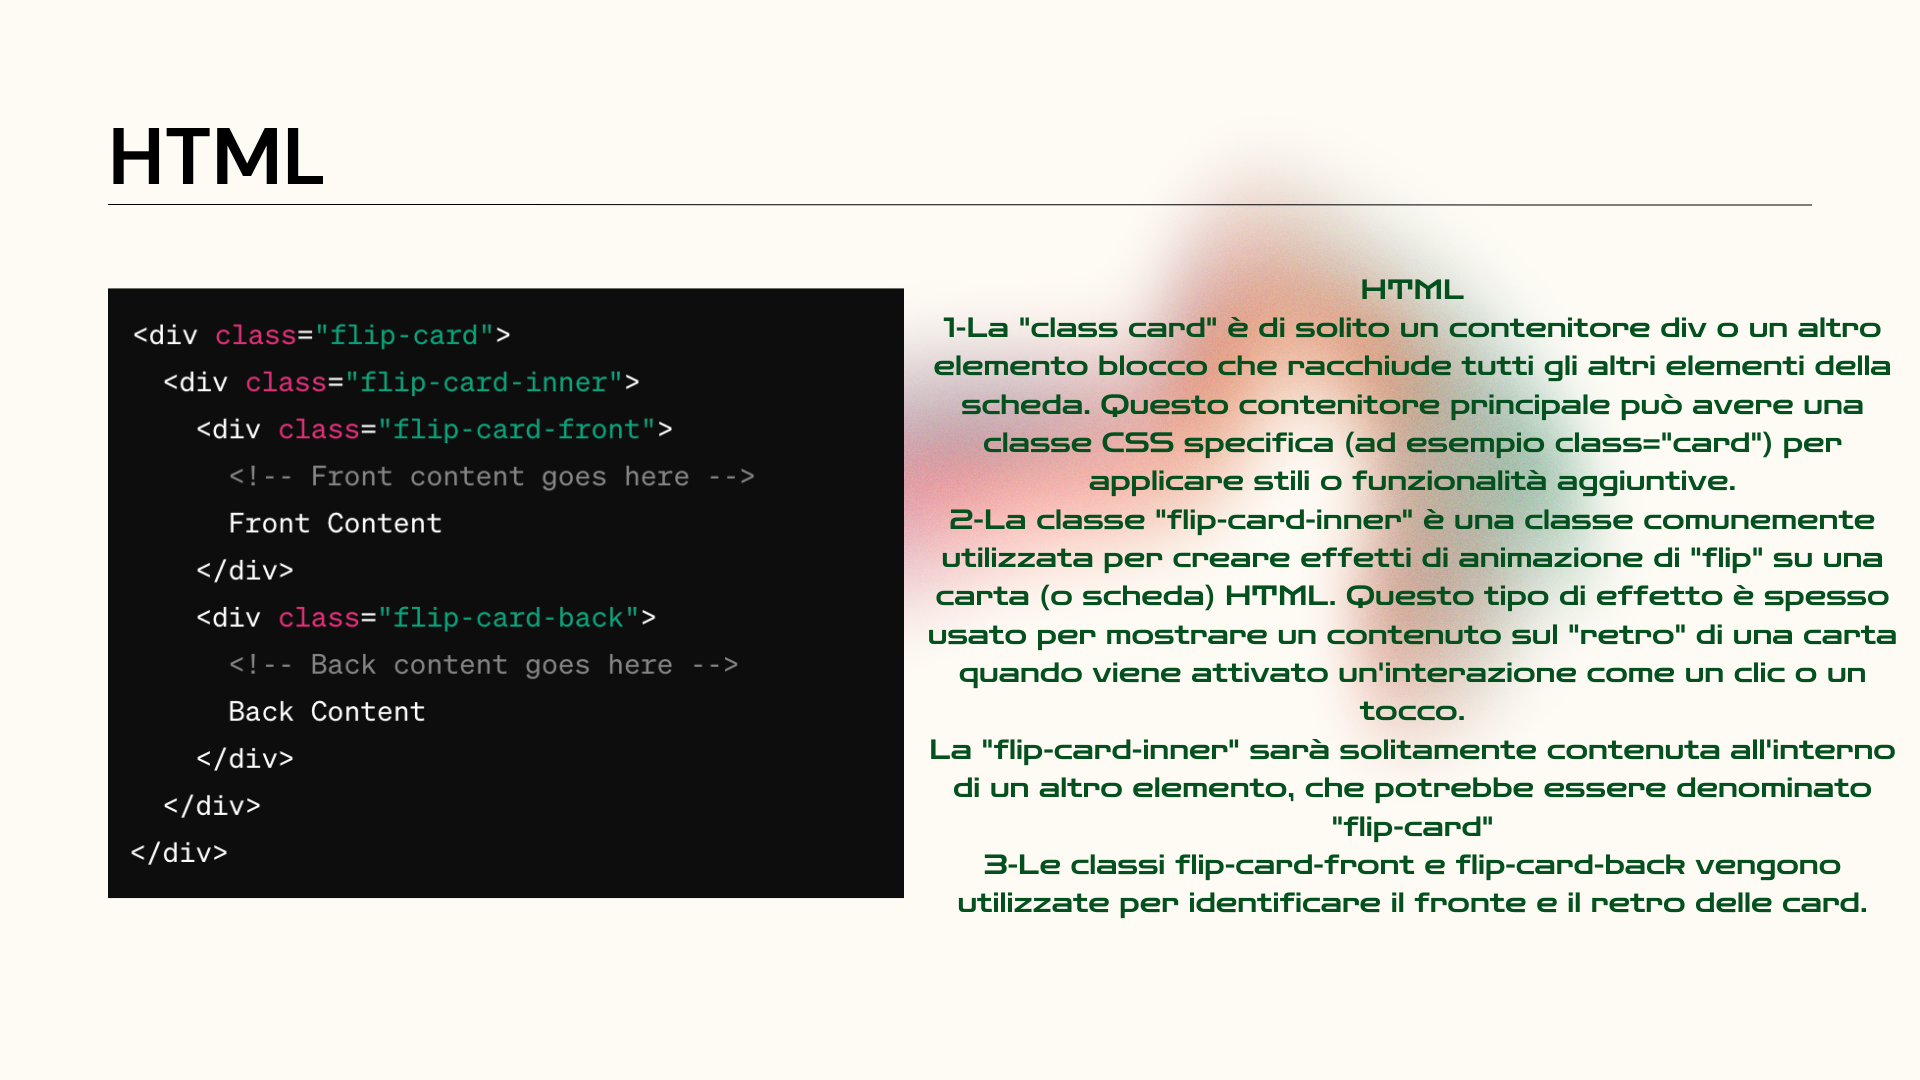 HTML
<div class="flip-card">
<div class="flip-card-inner">
<div class="flip-card-front">
<!-- Front content goes here -->
Front Content
</div>
<div class="flip-card-back">
<!-- Back content goes here -->
Back Content
</div>
</div>
</div>
HTML
1-La "class card" è di solito un contenitore div o un altro
elemento blocco che racchiude tutti gli altri elementi della
scheda. Questo contenitore principale può avere una
classe CSS specifica (ad esempio class="card") per
applicare stili o funzionalità aggiuntive.
2-La classe "flip-card-inner" è una classe comunemente
utilizzata per creare effetti di animazione di "flip" su una
carta (o scheda) HTML. Questo tipo di effetto è spesso
usato per mostrare un contenuto sul "retro" di una carta
quando viene attivato un'interazione come un clic o un
tocco.
La "flip-card-inner" sarà solitamente contenuta all'interno
di un altro elemento, che potrebbe essere denominato
"flip-card"
3-Le classi flip-card-front e flip-card-back vengono
utilizzate per identificare il fronte e il retro delle card.